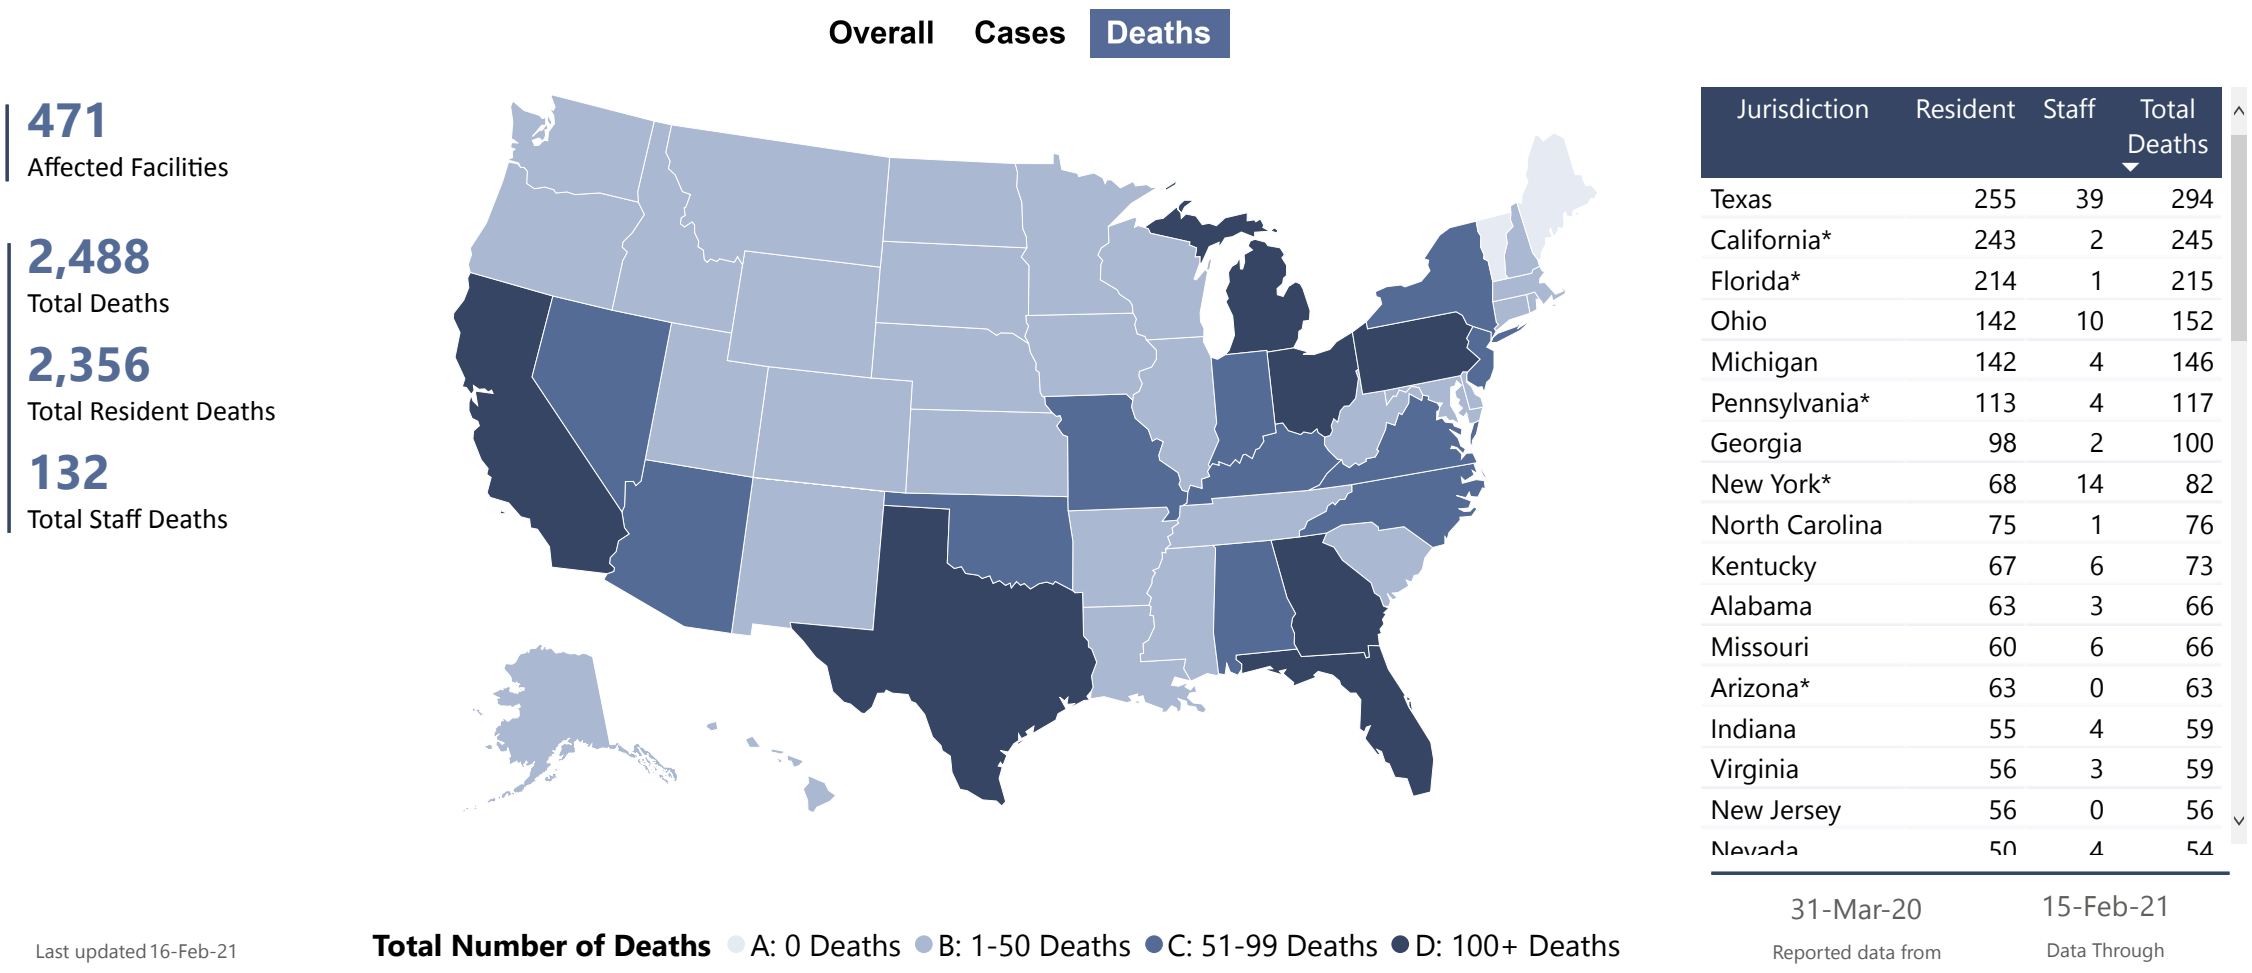 Overall Cases Deaths
471
Affected Facilities
2,488
Total Deaths
2,356
Total Resident Deaths
132
Total Staff Deaths
Jurisdiction Resident Staff Total Deaths
Texas 255 39 294
California* 243 2 245
Florida* 214 1 215
Ohio 142 10 152
Michigan 142 4 146
Pennsylvania* 113 4 117
Georgia 98 2 100
New York* 68 14 82
North Carolina 75 1 76
Kentucky 67 6 73
Alabama 63 3 66
Missouri 60 6 66
Arizona* 63 0 63
Indiana 55 4 59
Virginia 56 3 59
New Jersey 56 0 56
Nevada 50 4 54
31-Mar-20 15-Feb-21
Reported data from Data Through
Last updated 16-Feb-21
Total Number of Deaths A: 0 Deaths B: 1-50 Deaths C: 51-99 Deaths D: 100+ Deaths